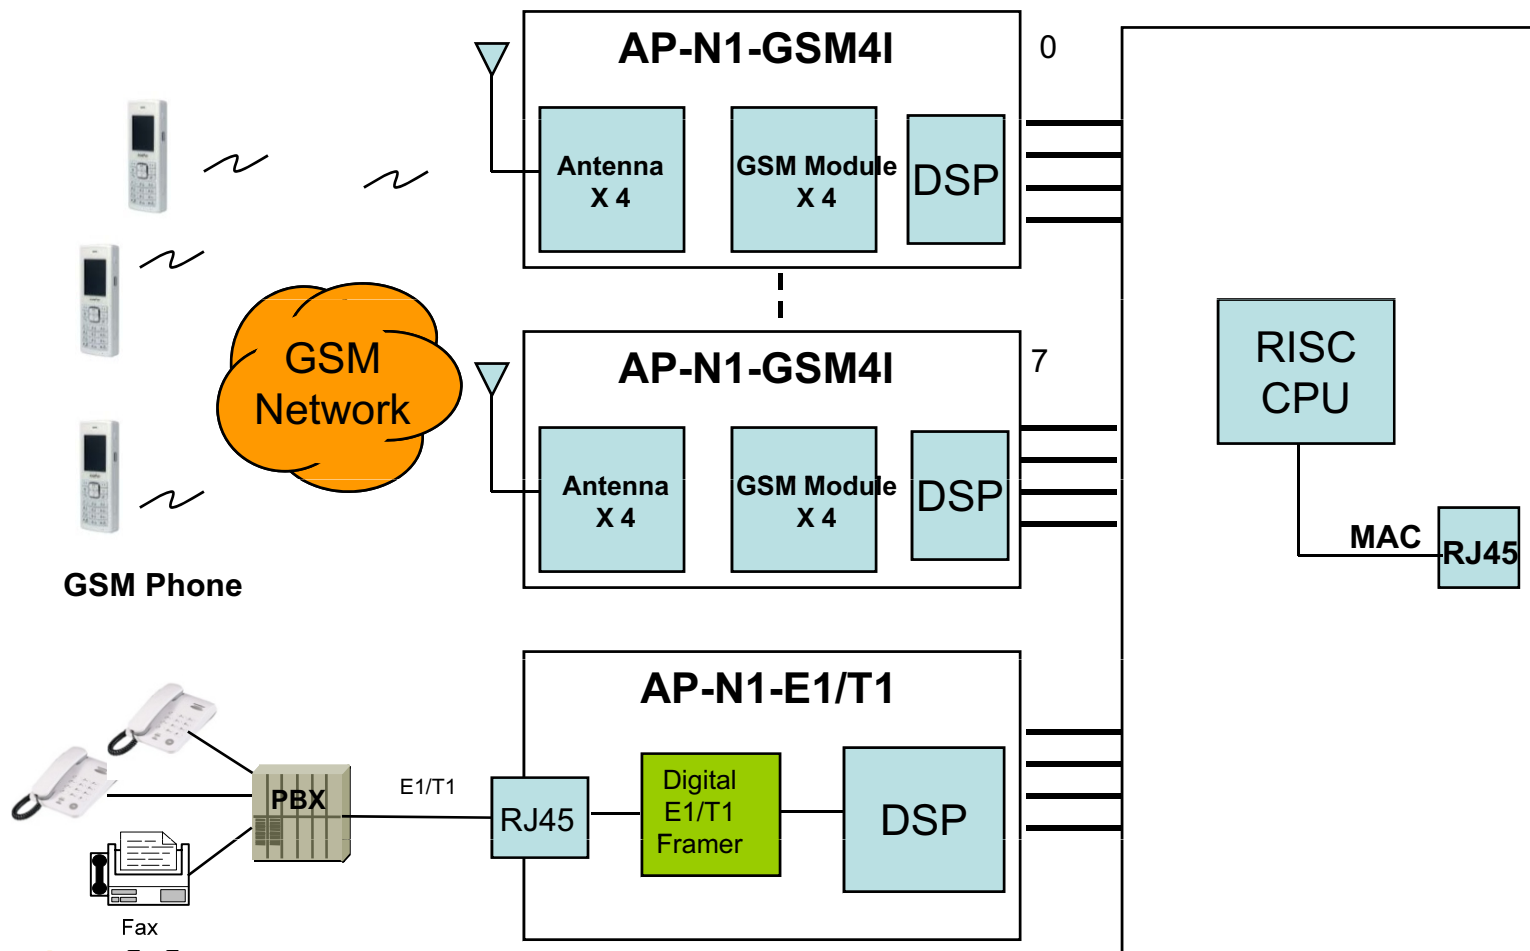 AP-N1-GSM4I
0
Antenna
X 4
GSM Module
X 4
DSP
GSM
Network
AP-N1-GSM4I
7
Antenna
X 4
GSM Module
X 4
DSP
RISC
CPU
MAC
RJ45
GSM Phone
AP-N1-E1/T1
PBX
E1/T1
RJ45
Digital
E1/T1
Framer
DSP
Fax